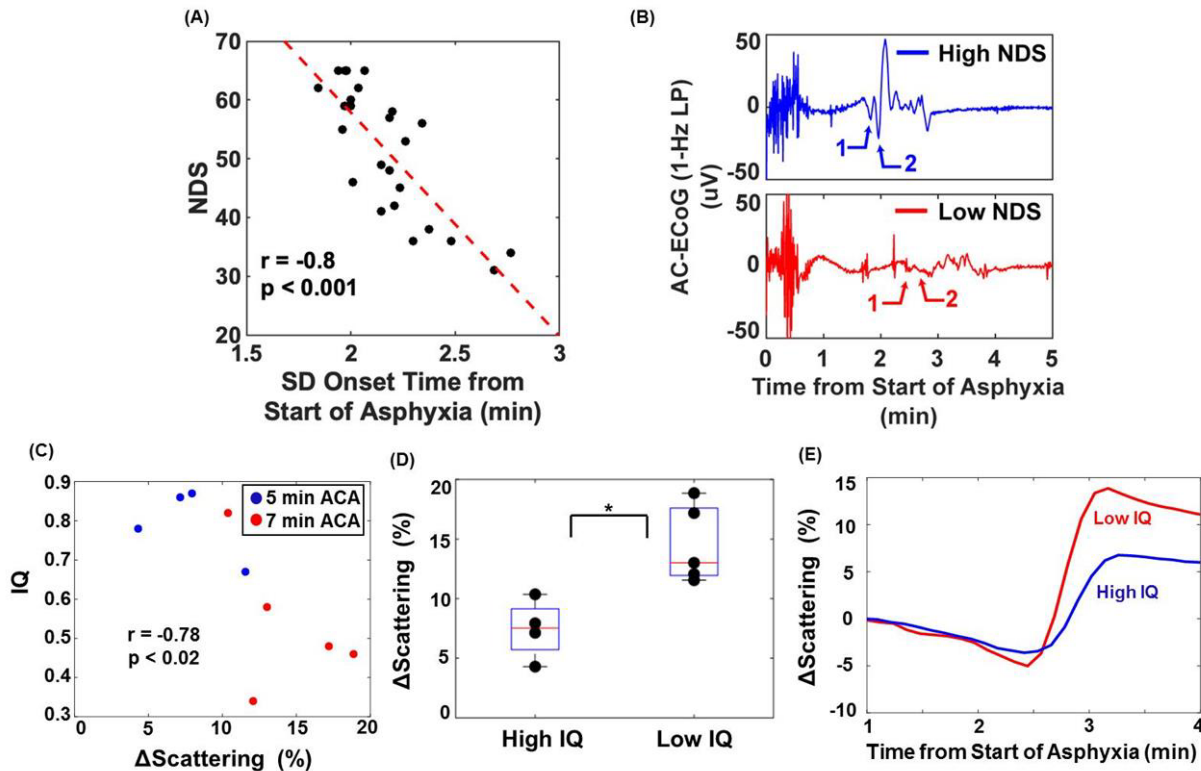 (A)
NDS
70
60
50
40
30
20
r = -0.8
p < 0.001
1.5
2
2.5
3
SD Onset Time from
Start of Asphyxia (min)
(B)
AC-ECoG (1-Hz LP)
(uV)
50
0
-50
High NDS
1
2
50
0
-50
Low NDS
1
2
0
1
2
3
4
5
Time from Start of Asphyxia
(min)
(C)
IQ
0.9
0.8
0.7
0.6
0.5
0.4
0.3
5 min ACA
7 min ACA
r = -0.78
p < 0.02
0
5
10
15
20
ΔScattering (%)
(D)
ΔScattering (%)
20
15
10
5
0
*
High IQ
Low IQ
(E)
ΔScattering (%)
15
10
5
0
-5
-10
Low IQ
High IQ
1
2
3
4
Time from Start of Asphyxia (min)